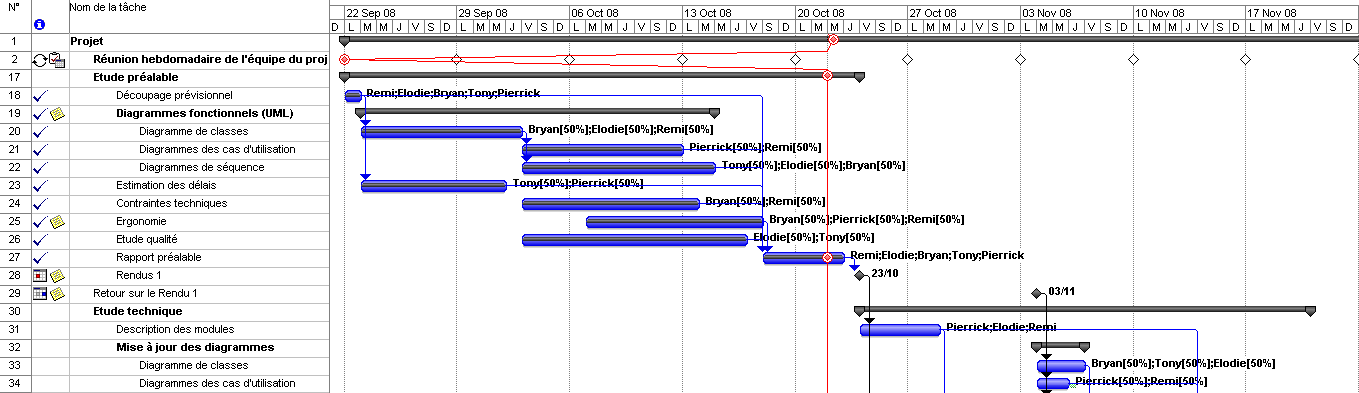 N° Nom de la tâche 22 Sep 08 29 Sep 08 06 Oct 08 13 Oct 08 20 Oct 08 27 Oct 08 03 Nov 08 10 Nov 08 17 Nov 08
D L M M J V S D L M M J V S D L M M J V S D L M M J V S D L M M J V S D L M M J V S D L M M J V S D L M M J V S D L M M J V S D
1 Projet
2 Réunion hebdomadaire de l'équipe du proj
17 Etude préalable
18 Découpage prévisionnel Remi;Elodie;Bryan;Tony;Pierrick
19 Diagrammes fonctionnels (UML)
20 Diagramme de classes Bryan[50%];Elodie[50%];Remi[50%]
21 Diagrammes des cas d'utilisation Pierrick[50%];Remi[50%]
22 Diagrammes de séquence Tony[50%];Elodie[50%];Bryan[50%]
23 Estimation des délais Tony[50%];Pierrick[50%]
24 Contraintes techniques Bryan[50%];Remi[50%]
25 Ergonomie Bryan[50%];Pierrick[50%];Remi[50%]
26 Etude qualité Elodie[50%];Tony[50%]
27 Rapport préalable Remi;Elodie;Bryan;Tony;Pierrick
28 Rendus 1 23/10
29 Retour sur le Rendu 1 03/11
30 Etude technique
31 Description des modules Pierrick;Elodie;Remi
32 Mise à jour des diagrammes
33 Diagramme de classes Bryan[50%];Tony[50%];Elodie[50%]
34 Diagrammes des cas d'utilisation Pierrick[50%];Remi[50%]